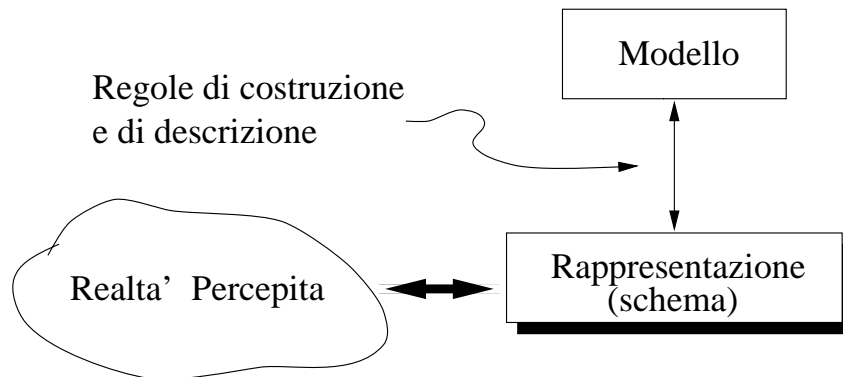 Modello
Regole di costruzione
e di descrizione
Realta' Percepita
Rappresentazione
(schema)